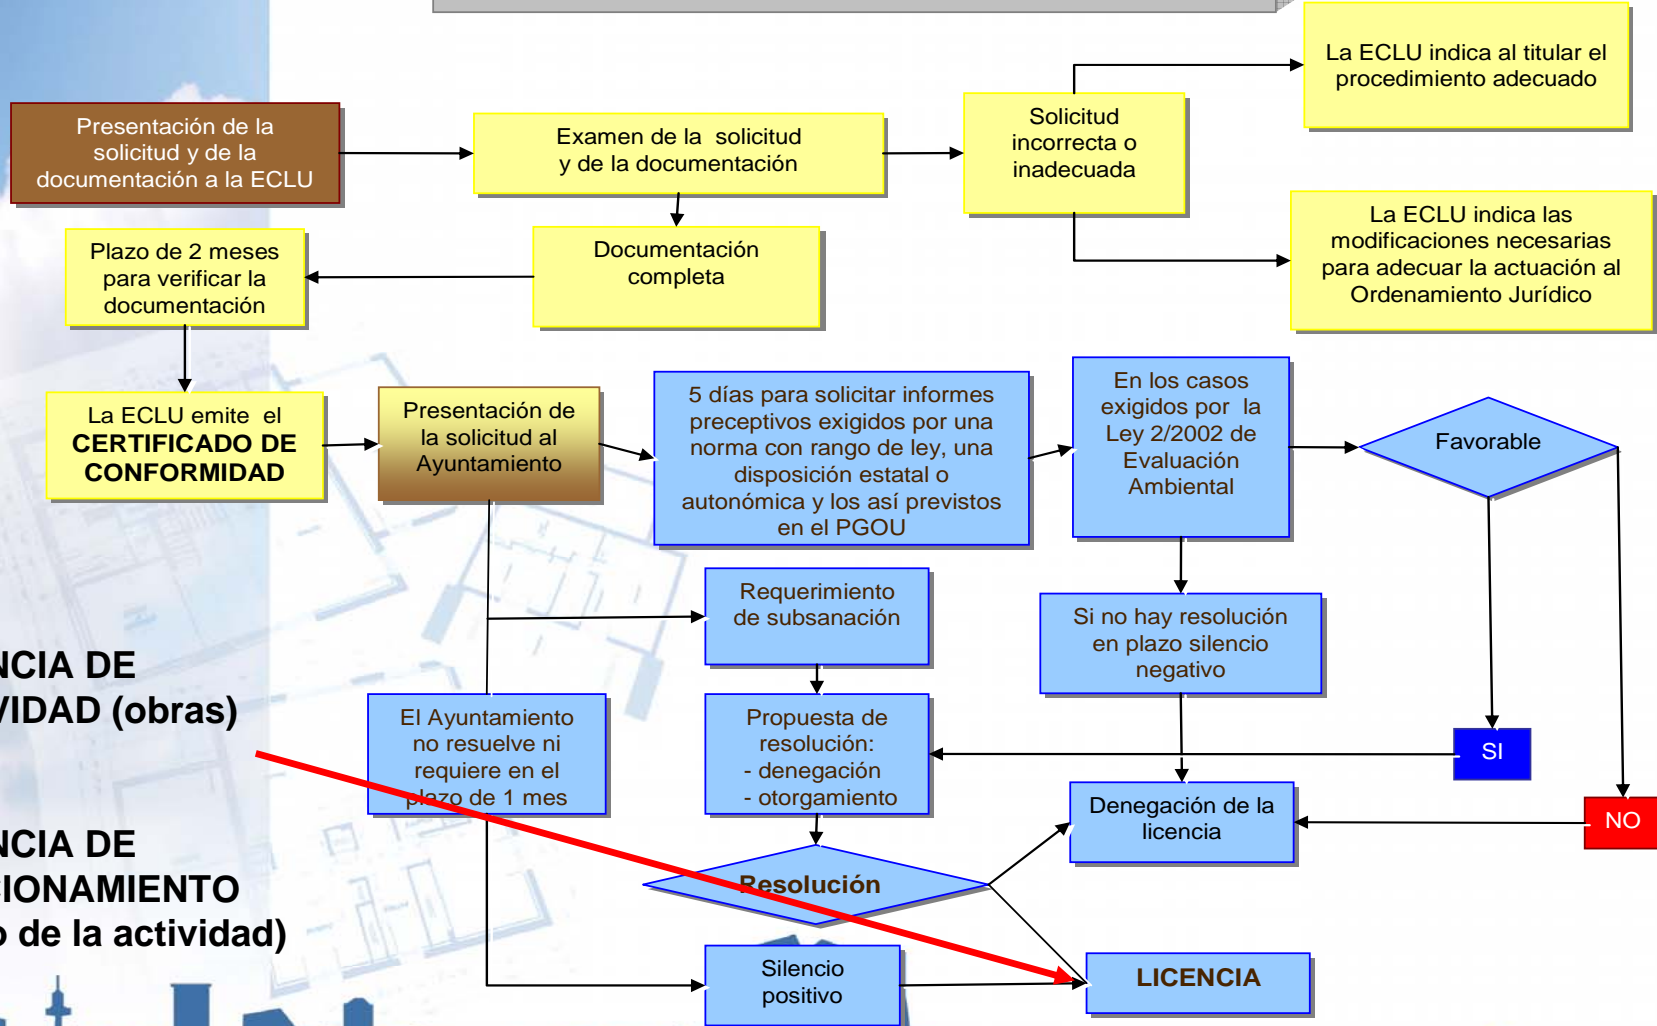 La ECLU indica al titular el
procedimiento adecuado
Presentación de la
solicitud y de la
documentación a la ECLU
Examen de la solicitud
y de la documentación
Solicitud
incorrecta o
inadecuada
La ECLU indica las
modificaciones necesarias
para adecuar la actuación al
Ordenamiento Jurídico
Plazo de 2 meses
para verificar la
documentación
Documentación
completa
La ECLU emite el
CERTIFICADO DE
CONFORMIDAD
Presentación de
la solicitud al
Ayuntamiento
5 días para solicitar informes
preceptivos exigidos por una
norma con rango de ley, una
disposición estatal o
autonómica y los así previstos
en el PGOU
En los casos
exigidos por la
Ley 2/2002 de
Evaluación
Ambiental
Favorable
Requerimiento
de subsanación
Si no hay resolución
en plazo silencio
negativo
NCIA DE
VIDAD (obras)
El Ayuntamiento
no resuelve ni
requiere en el
plazo de 1 mes
Propuesta de
resolución:
- denegación
- otorgamiento
SI
Denegación de la
licencia
NO
NCIA DE
CIONAMIENTO
o de la actividad)
Resolución
Silencio
positivo
LICENCIA